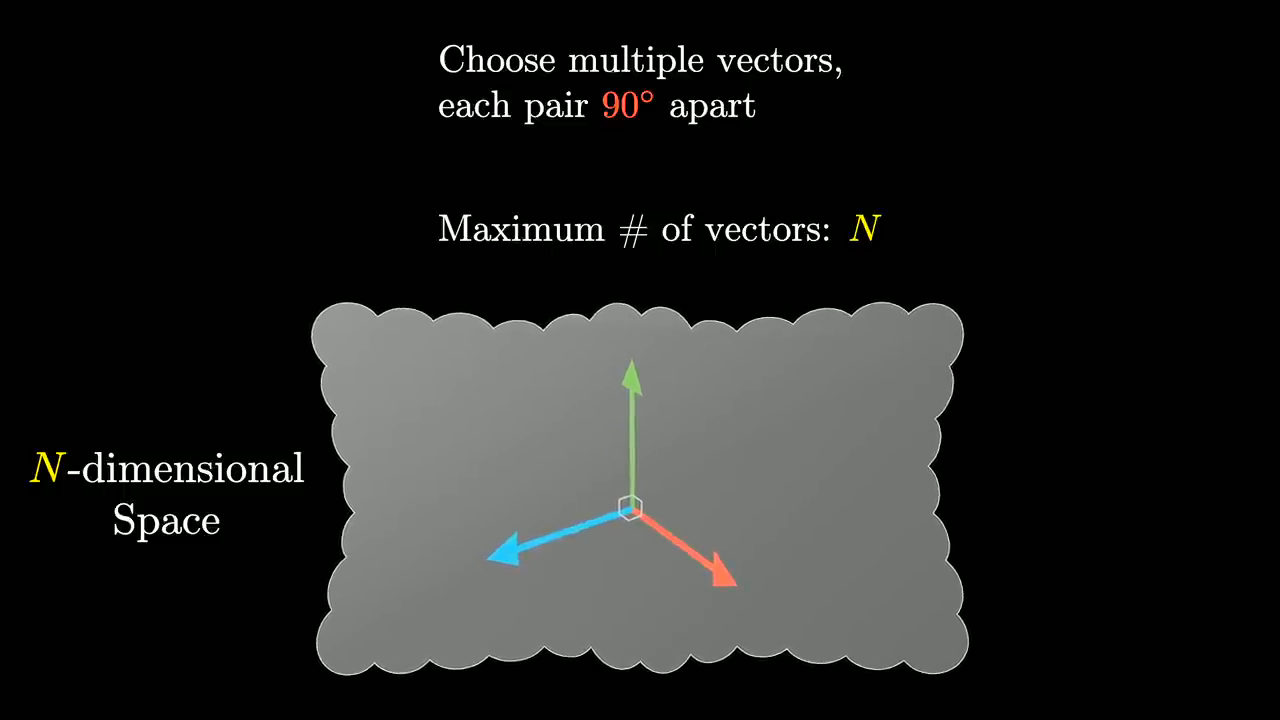 Choose multiple vectors,
each pair 90° apart
Maximum # of vectors: N
N-dimensional
Space